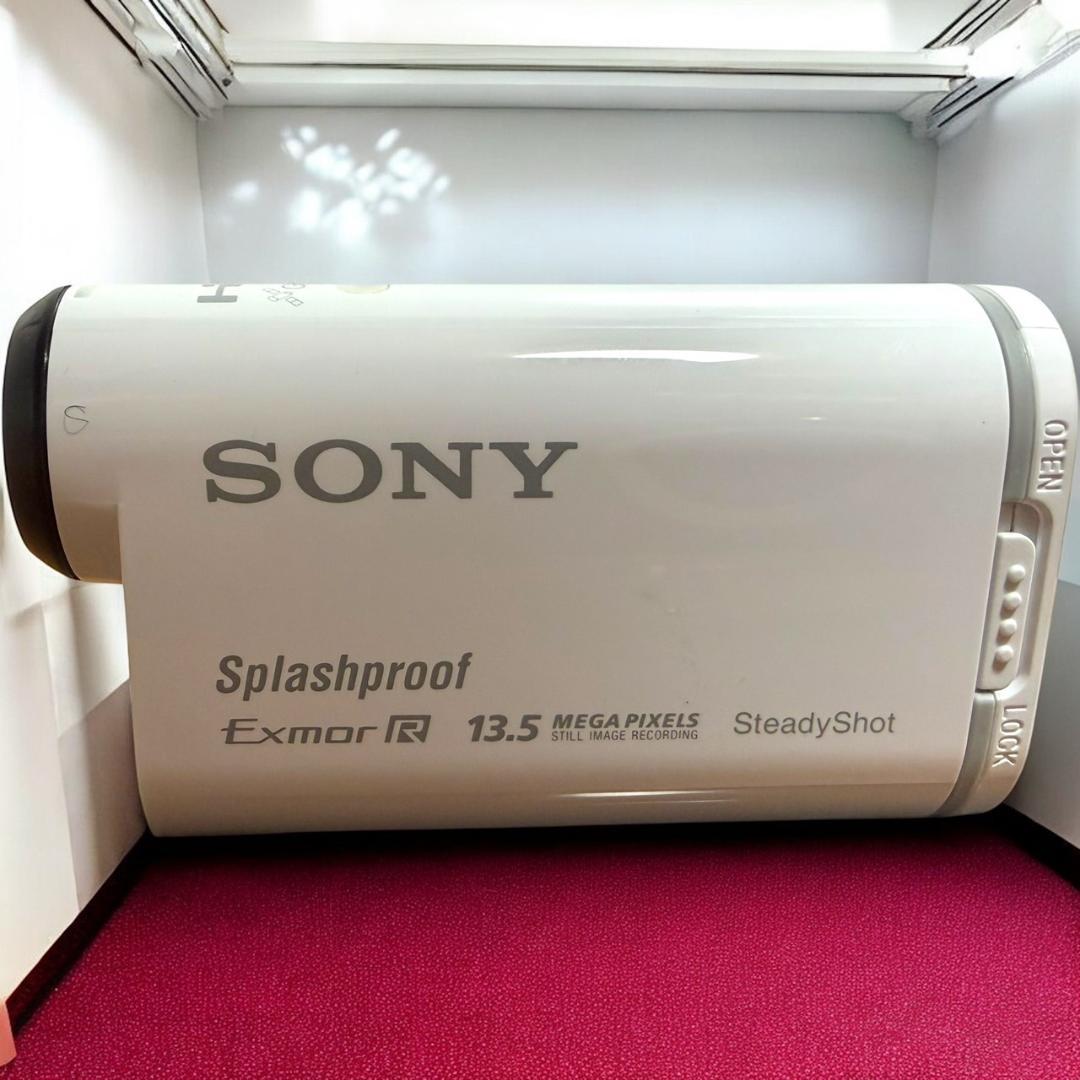 SONY
OPEN
Splashproof
Exmor R 13.5 MEGA PIXELS SteadyShot
STILL IMAGE RECORDING
LOCK